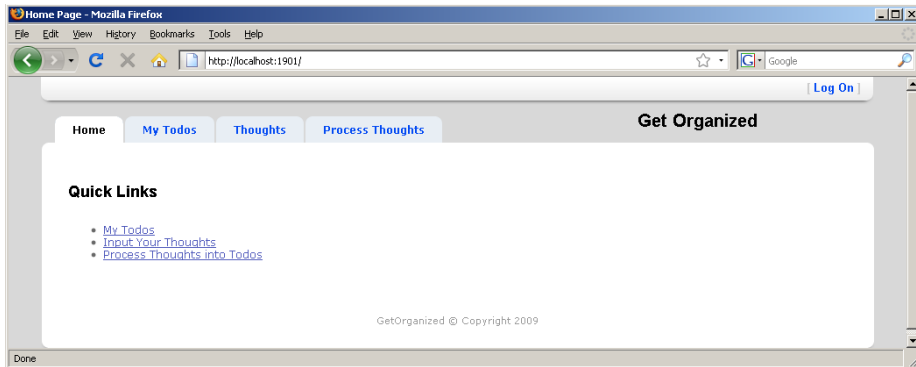 Home Page - Mozilla Firefox
File Edit View History Bookmarks Tools Help
http://localhost:1901/
G Google
[ Log On ]
Get Organized
Home My Todos Thoughts Process Thoughts
Quick Links
• My Todos
• Input Your Thoughts
• Process Thoughts into Todos
GetOrganized © Copyright 2009
Done